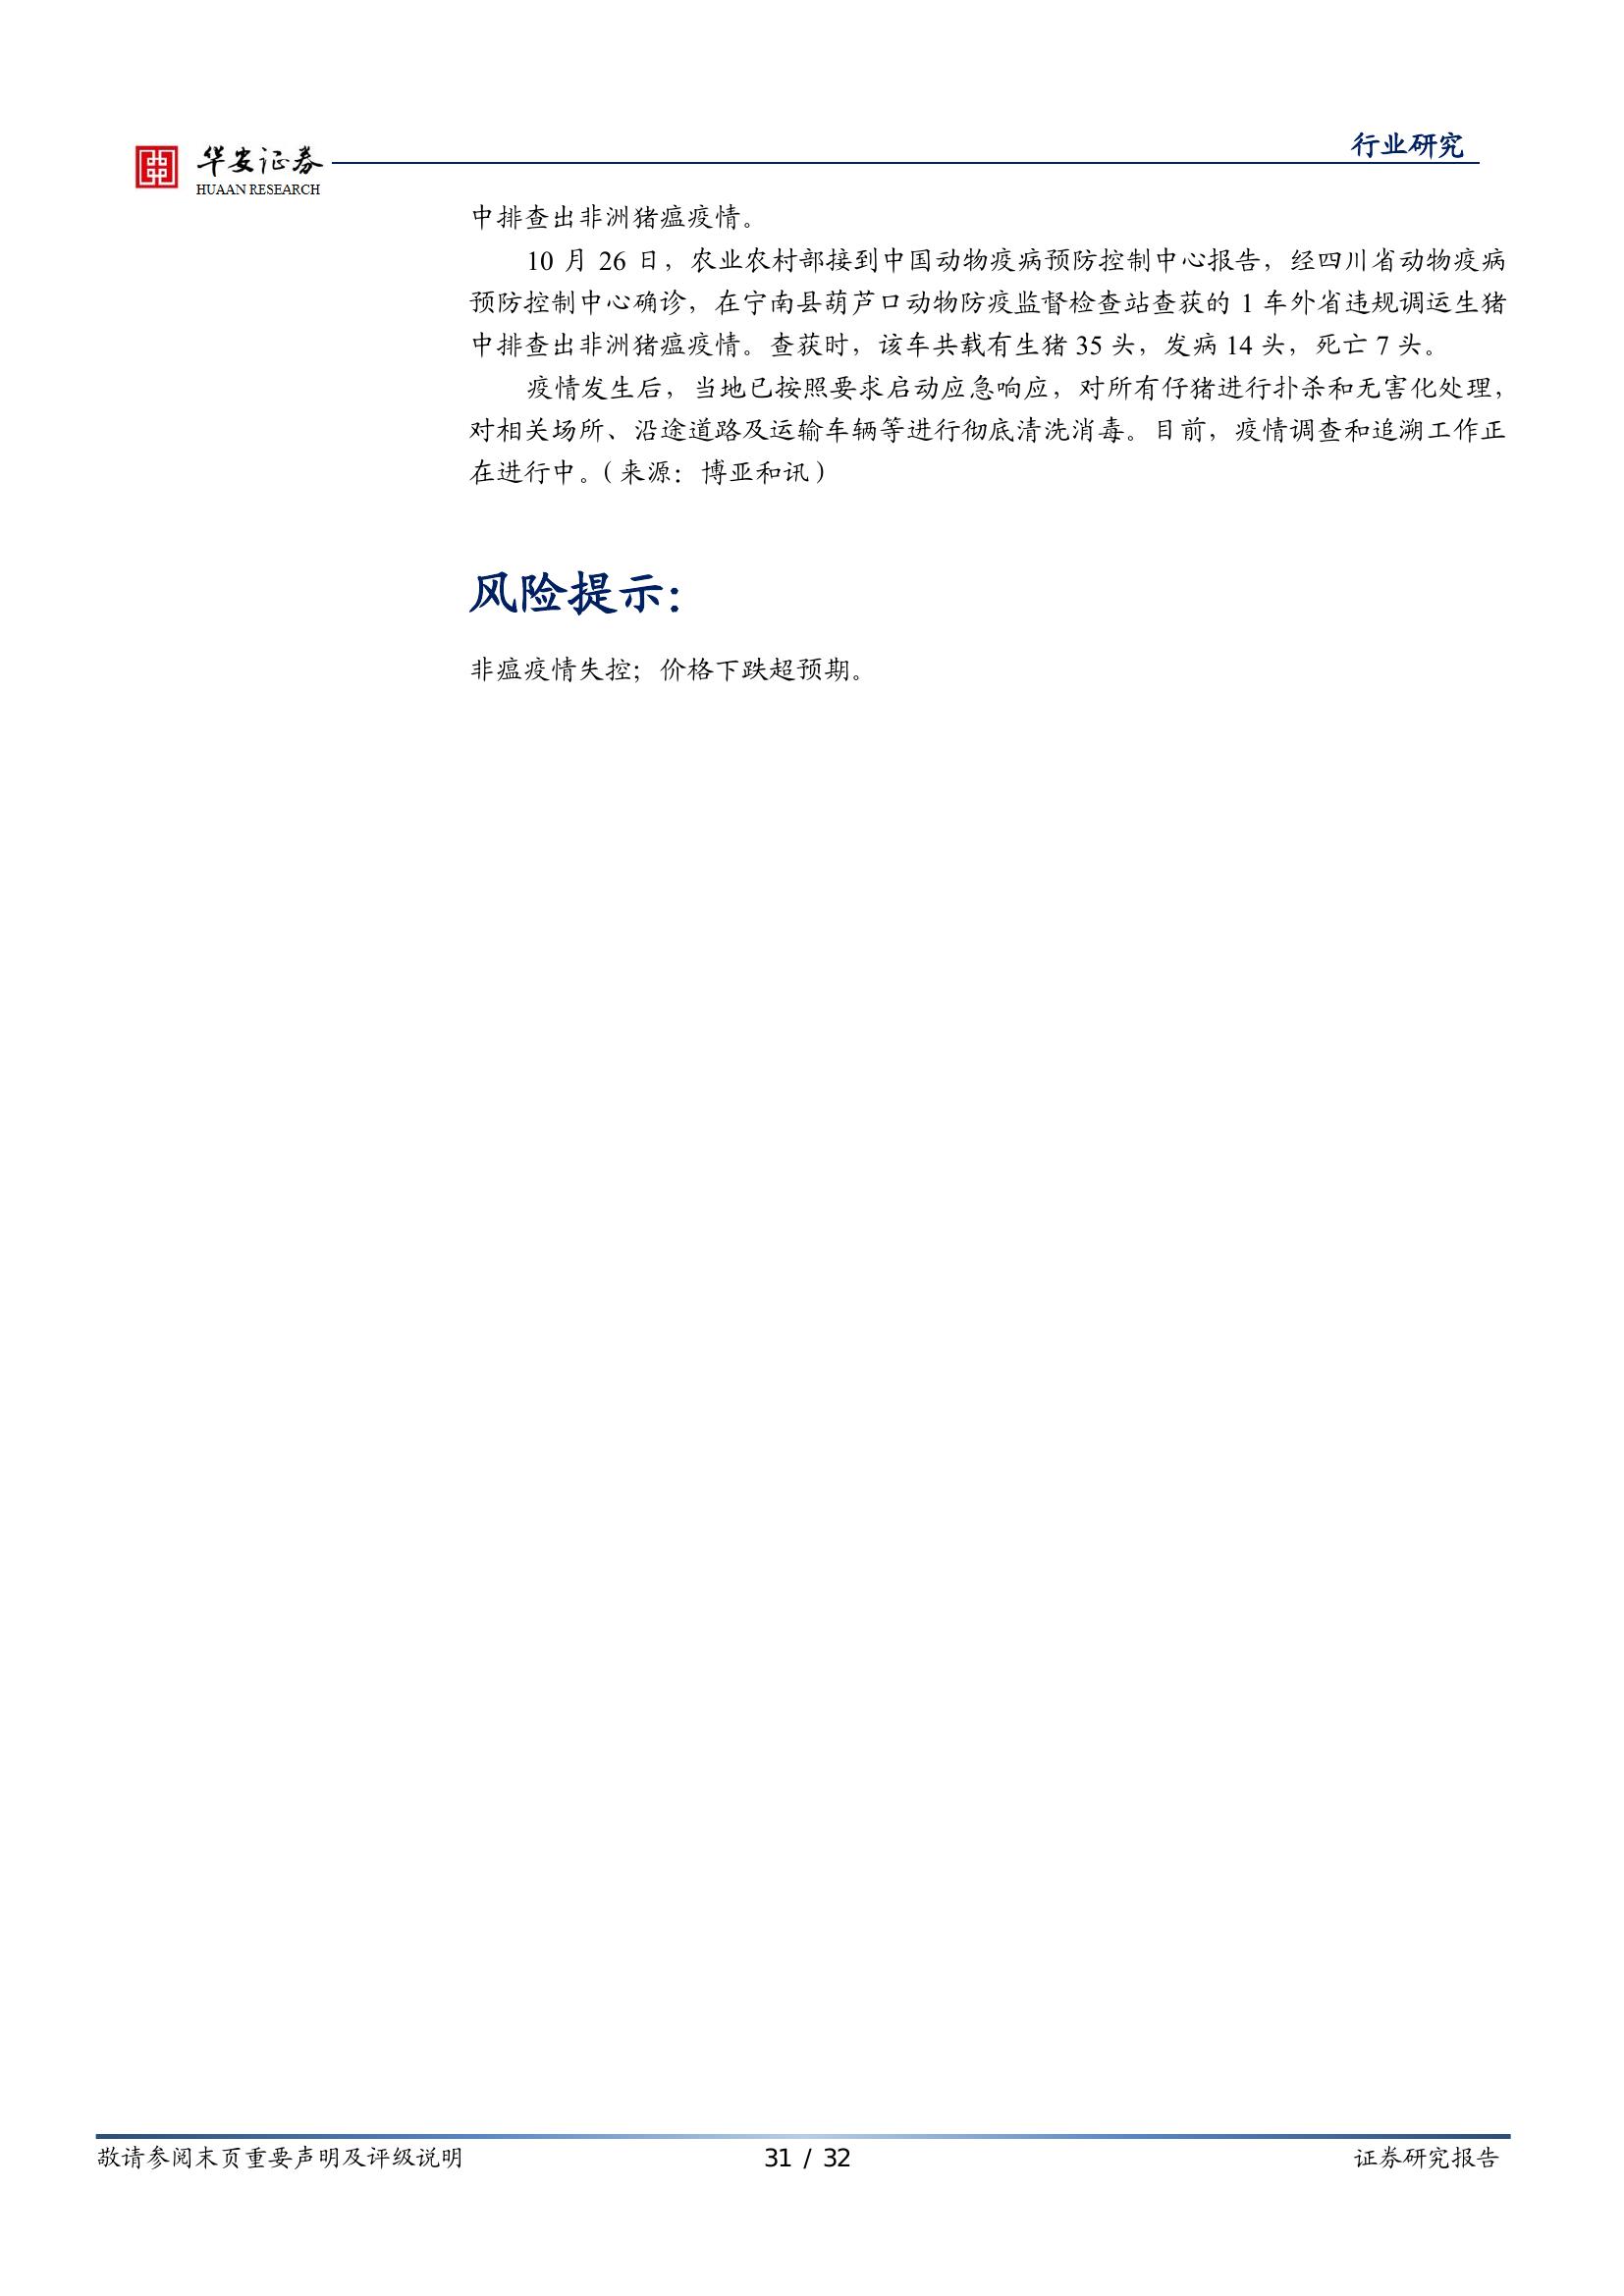 华安证券
HUAAN RESEARCH
行业研究
中排查出非洲猪瘟疫情。
10 月 26 日，农业农村部接到中国动物疫病预防控制中心报告，经四川省动物疫病
预防控制中心确诊，在宁南县葫芦口动物防疫监督检查站查获的 1 车外省违规调运生猪
中排查出非洲猪瘟疫情。查获时，该车共载有生猪 35 头，发病 14 头，死亡 7 头。
疫情发生后，当地已按照要求启动应急响应，对所有仔猪进行扑杀和无害化处理，
对相关场所、沿途道路及运输车辆等进行彻底清洗消毒。目前，疫情调查和追溯工作正
在进行中。（来源：博亚和讯）
风险提示：
非瘟疫情失控；价格下跌超预期。
敬请参阅末页重要声明及评级说明
31 / 32
证券研究报告